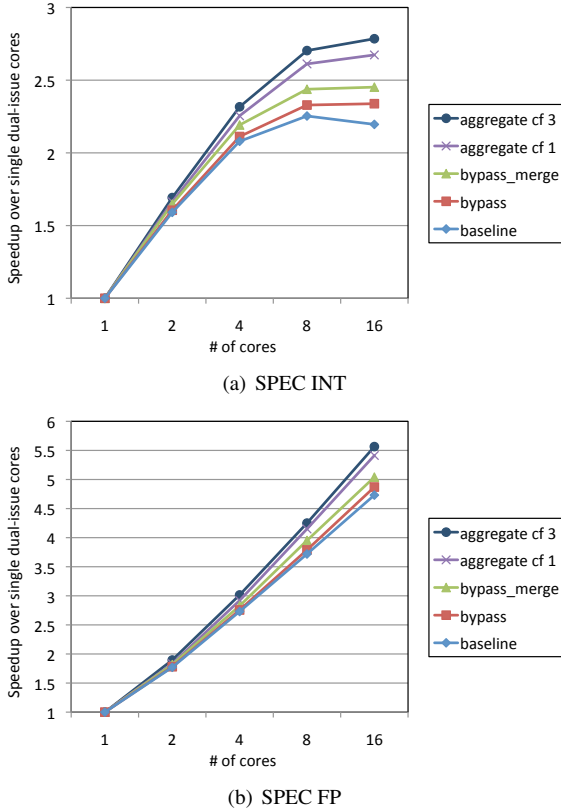 3
2.5
2
1.5
1
Speedup over single dual-issue cores
1 2 4 8 16
# of cores
aggregate cf 3
aggregate cf 1
bypass_merge
bypass
baseline
(a) SPEC INT
6
5.5
5
4.5
4
3.5
3
2.5
2
1.5
1
Speedup over single dual-issue cores
1 2 4 8 16
# of cores
aggregate cf 3
aggregate cf 1
bypass_merge
bypass
baseline
(b) SPEC FP